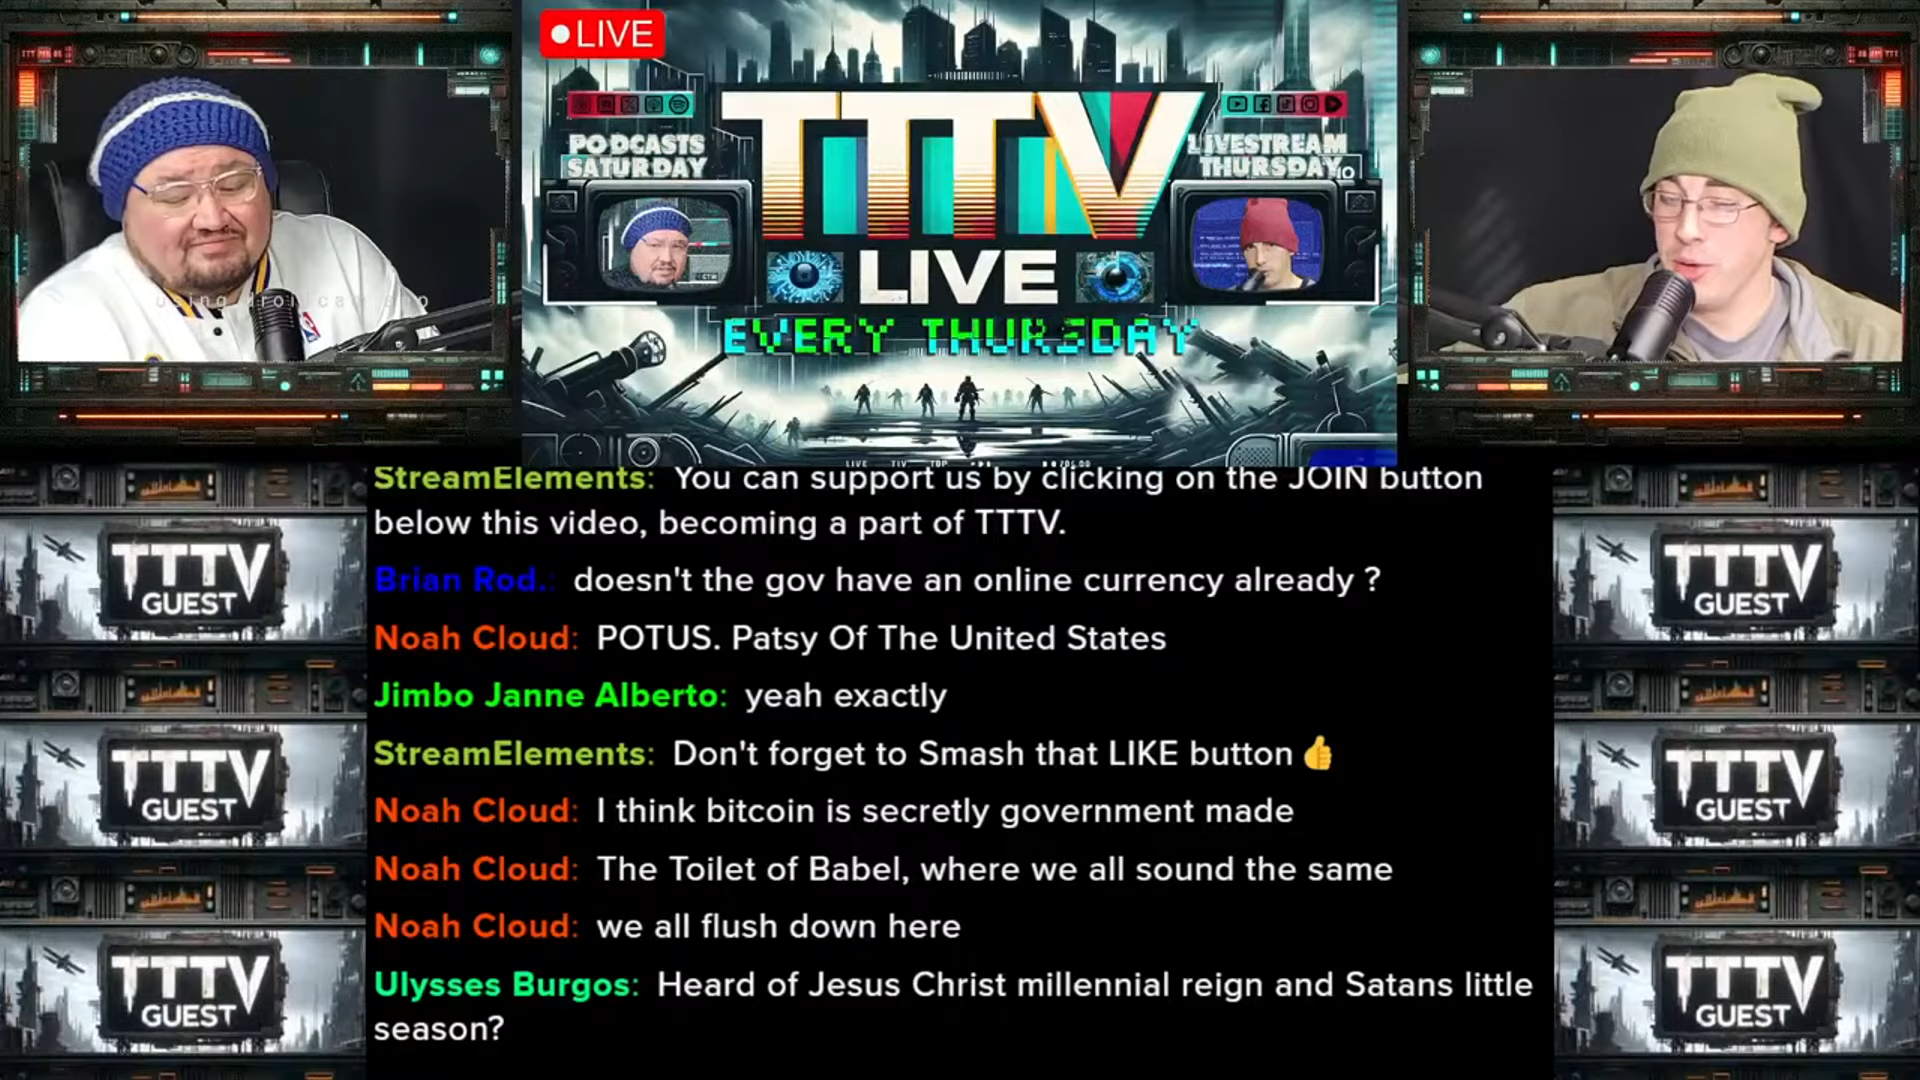 LIVE
PODCASTS
SATURDAY
TTTV
LIVE
EVERY THURSDAY
LIVESTREAM
THURSDAY
StreamElements: You can support us by clicking on the JOIN button
below this video, becoming a part of TTTV.
Brian Rod.: doesn't the gov have an online currency already ?
Noah Cloud: POTUS. Patsy Of The United States
Jimbo Janne Alberto: yeah exactly
StreamElements: Don't forget to Smash that LIKE button 👍
Noah Cloud: I think bitcoin is secretly government made
Noah Cloud: The Toilet of Babel, where we all sound the same
Noah Cloud: we all flush down here
Ulysses Burgos: Heard of Jesus Christ millennial reign and Satans little
season?
TTTV
GUEST
TTTV
GUEST
TTTV
GUEST
TTTV
GUEST
TTTV
GUEST
TTTV
GUEST